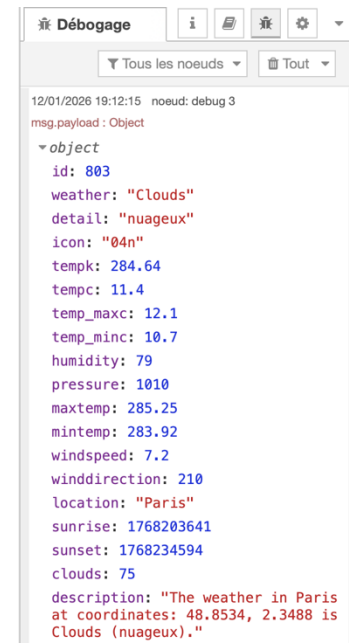 Débogage
i
Tous les noeuds
Tout
12/01/2026 19:12:15 noeud: debug 3
msg.payload : Object
object
id: 803
weather: "Clouds"
detail: "nuageux"
icon: "04n"
tempk: 284.64
tempc: 11.4
temp_maxc: 12.1
temp_minc: 10.7
humidity: 79
pressure: 1010
maxtemp: 285.25
mintemp: 283.92
windspeed: 7.2
winddirection: 210
location: "Paris"
sunrise: 1768203641
sunset: 1768234594
clouds: 75
description: "The weather in Paris
at coordinates: 48.8534, 2.3488 is
Clouds (nuageux)."